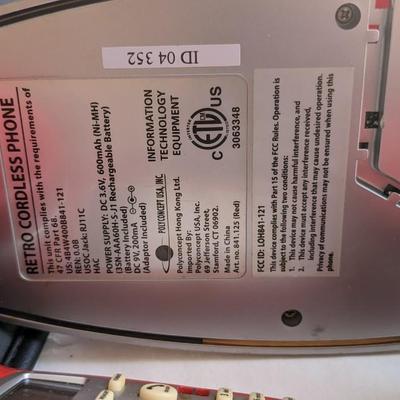 ID 04 352
RETRO CORDLESS PHONE
This unit complies with the requirements of
47 CFR Part 68.
US:4B4W400BB41-121
REN: 0.0B
USOC-Jack: RJ11C
HAC
POWER SUPPLY: DC 3.6V, 600mAh (Ni-MH)
(3SN-AAA60H-S-J1 Rechargeable Battery)
(Battery Included)
DC 9V, 200mA
(Adaptor Included)
POLYCONCEPT USA, INC.
INFORMATION
TECHNOLOGY
EQUIPMENT
C ETL US
3063348
Polyconcept Hong Kong Ltd.
Imported By:
Polyconcept USA, Inc.
69 Jefferson Street,
Stamford, CT 06902.
Made in China
Art. no. 841.125 (Red)
FCC ID: LOHB41-121
This device complies with Part 15 of the FCC Rules. Operation is
subject to the following two conditions:
1. This device may not cause harmful interference, and
2. This device must accept any interference received,
including interference that may cause undesired operation.
Privacy of communications may not be ensured when using this
phone.